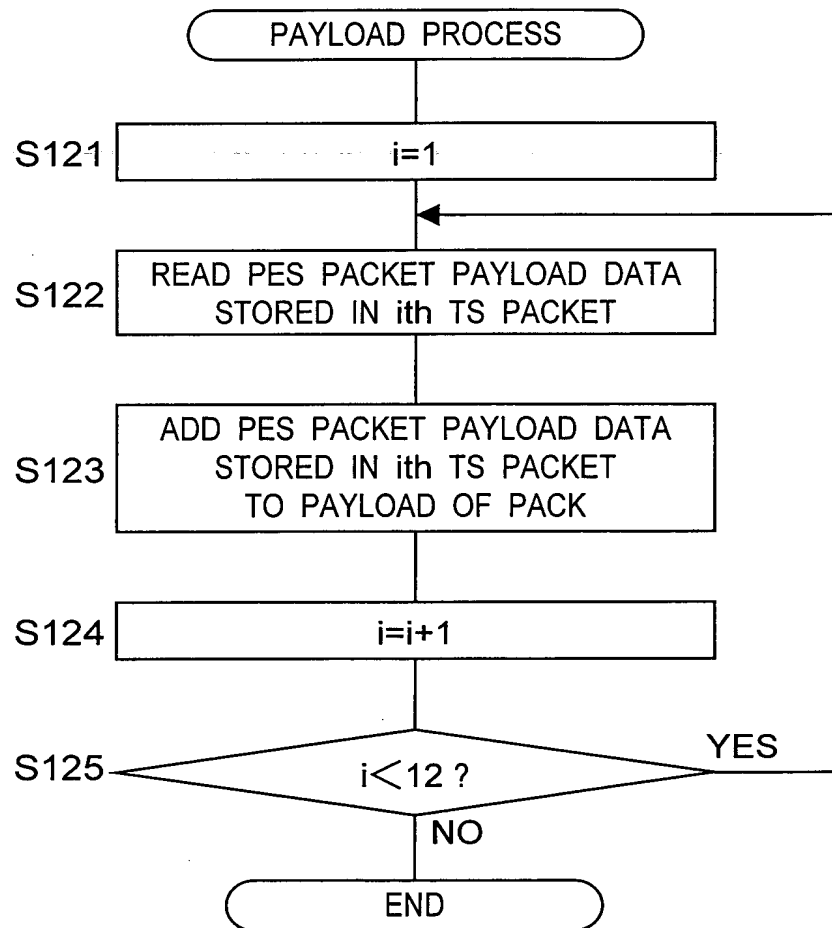 PAYLOAD PROCESS
S121
i=1
S122
READ PES PACKET PAYLOAD DATA
STORED IN ith TS PACKET
S123
ADD PES PACKET PAYLOAD DATA
STORED IN ith TS PACKET
TO PAYLOAD OF PACK
S124
i=i+1
S125
i<12 ?
YES
NO
END